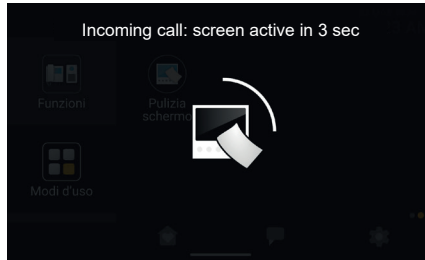 Incoming call: screen active in 3 sec
Funzioni
Pulizia
schermo
Modi d'uso